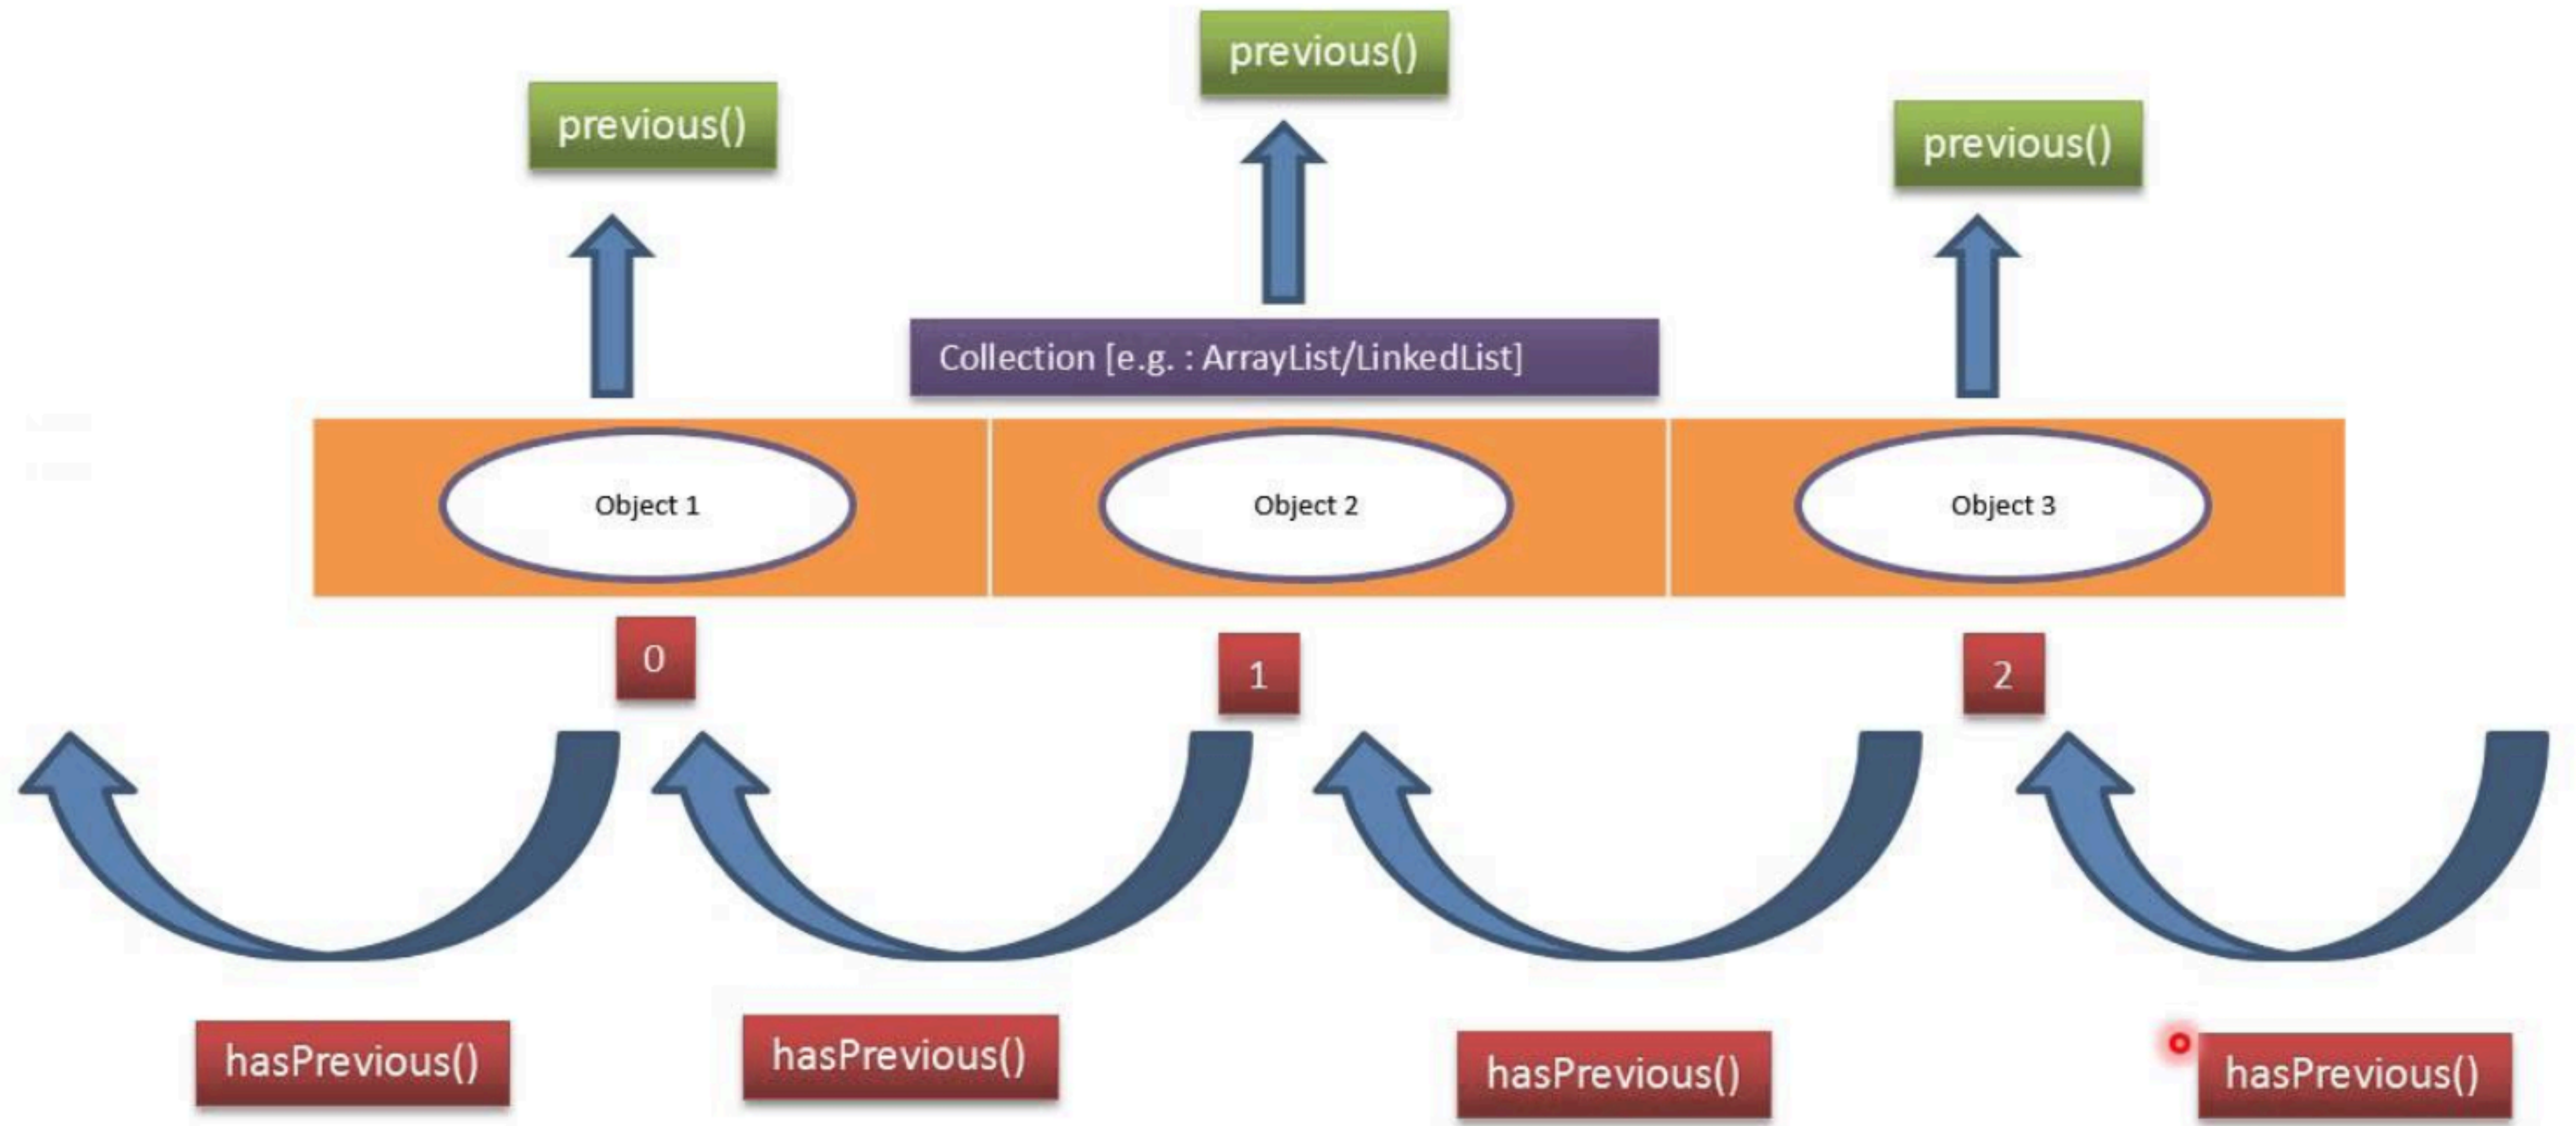 previous()
previous()
previous()
Collection [e.g. : ArrayList/LinkedList]
Object 1
Object 2
Object 3
0
1
2
hasPrevious()
hasPrevious()
hasPrevious()
hasPrevious()